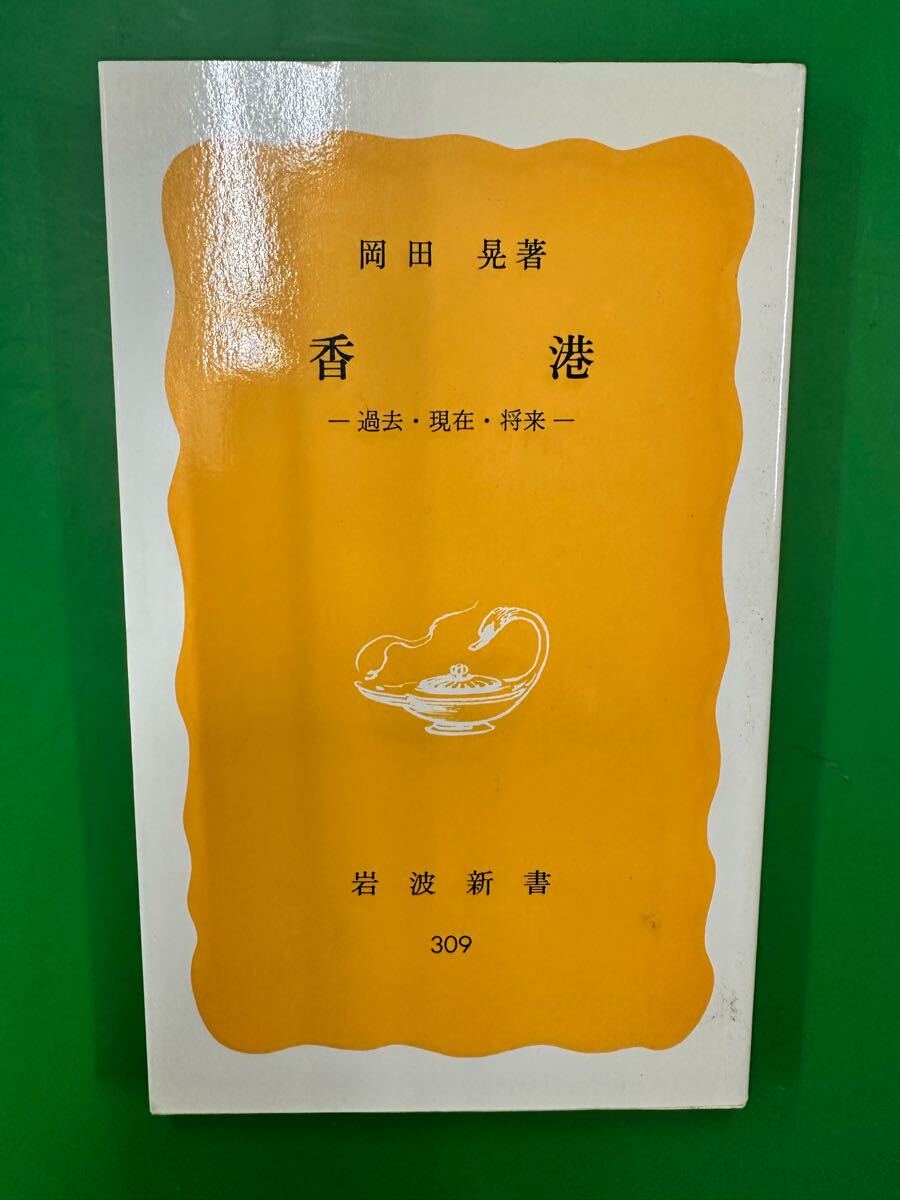 岡田 晃著
香 港
―過去・現在・将来―
岩波新書
309